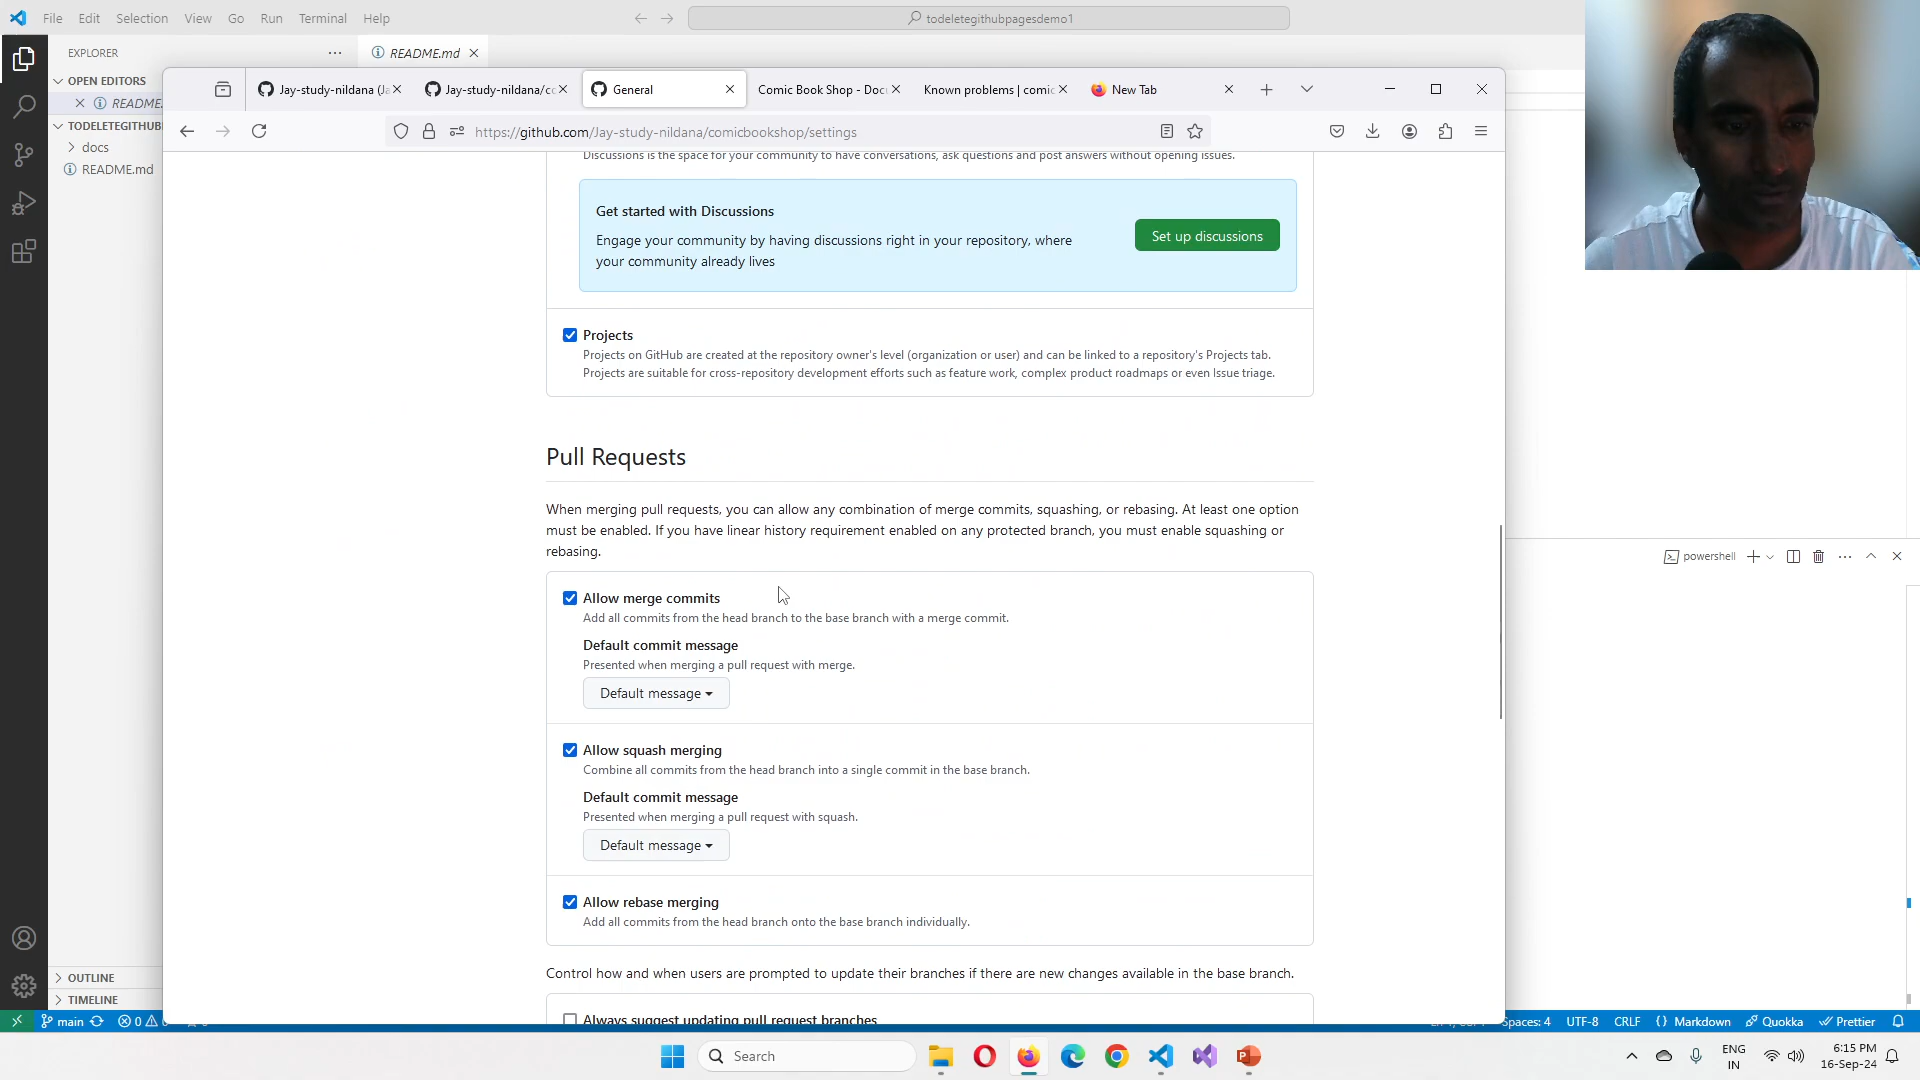 File Edit Selection View Go Run Terminal Help
todeletegithubpagesdemo1
EXPLORER
README.md
OPEN EDITORS
README.
TODELETEGITHUB
docs
README.md
OUTLINE
TIMELINE
Jay-study-nildana (Ja
Jay-study-nildana/co
General
Comic Book Shop - Docu
Known problems | comic
New Tab
https://github.com/Jay-study-nildana/comicbookshop/settings
Discussions is the space for your community to have conversations, ask questions and post answers without opening issues.
Get started with Discussions
Engage your community by having discussions right in your repository, where
your community already lives
Set up discussions
Projects
Projects on GitHub are created at the repository owner's level (organization or user) and can be linked to a repository's Projects tab.
Projects are suitable for cross-repository development efforts such as feature work, complex product roadmaps or even Issue triage.
Pull Requests
When merging pull requests, you can allow any combination of merge commits, squashing, or rebasing. At least one option
must be enabled. If you have linear history requirement enabled on any protected branch, you must enable squashing or
rebasing.
Allow merge commits
Add all commits from the head branch to the base branch with a merge commit.
Default commit message
Presented when merging a pull request with merge.
Default message
Allow squash merging
Combine all commits from the head branch into a single commit in the base branch.
Default commit message
Presented when merging a pull request with squash.
Default message
Allow rebase merging
Add all commits from the head branch onto the base branch individually.
Control how and when users are prompted to update their branches if there are new changes available in the base branch.
Always suggest updating pull request branches
powershell
main 0
Spaces: 4 UTF-8 CRLF {} Markdown Quokka Prettier
Search
ENG
IN
6:15 PM
16-Sep-24